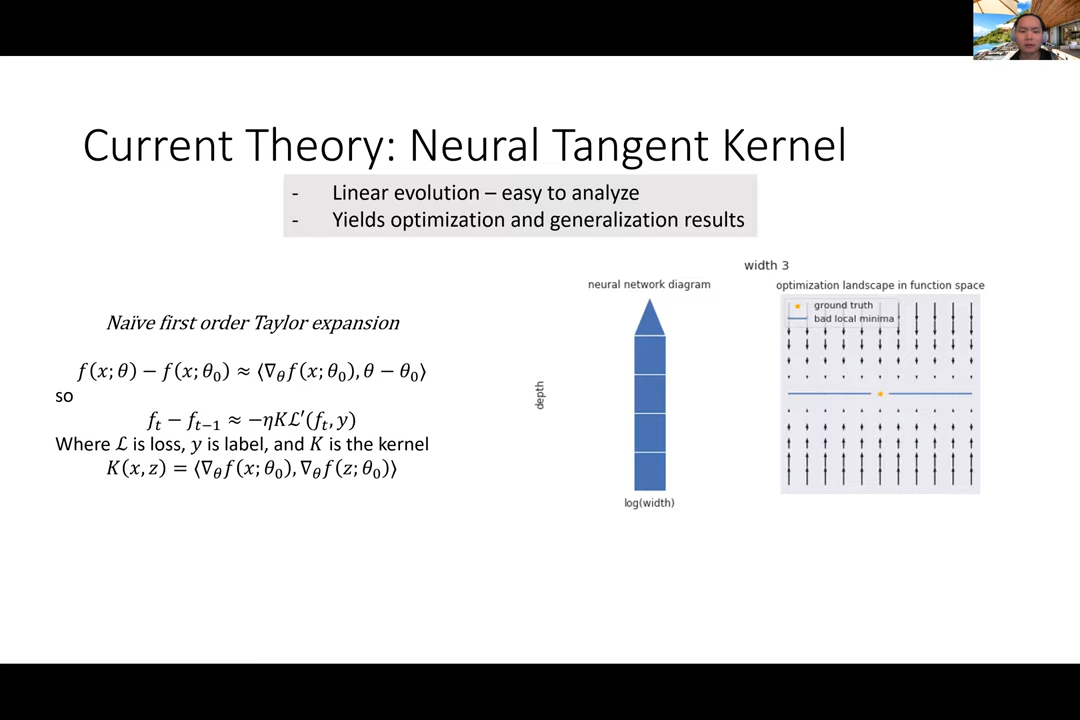 Current Theory: Neural Tangent Kernel
- Linear evolution – easy to analyze
- Yields optimization and generalization results
Naïve first order Taylor expansion
f(x; θ) − f(x; θ₀) ≈ ⟨∇_θ f(x; θ₀), θ − θ₀⟩
so
f_t − f_{t−1} ≈ −ηKℒ′(f_t, y)
Where ℒ is loss, y is label, and K is the kernel
K(x, z) = ⟨∇_θ f(x; θ₀), ∇_θ f(z; θ₀)⟩
width 3
neural network diagram
depth
log(width)
optimization landscape in function space
ground truth
bad local minima